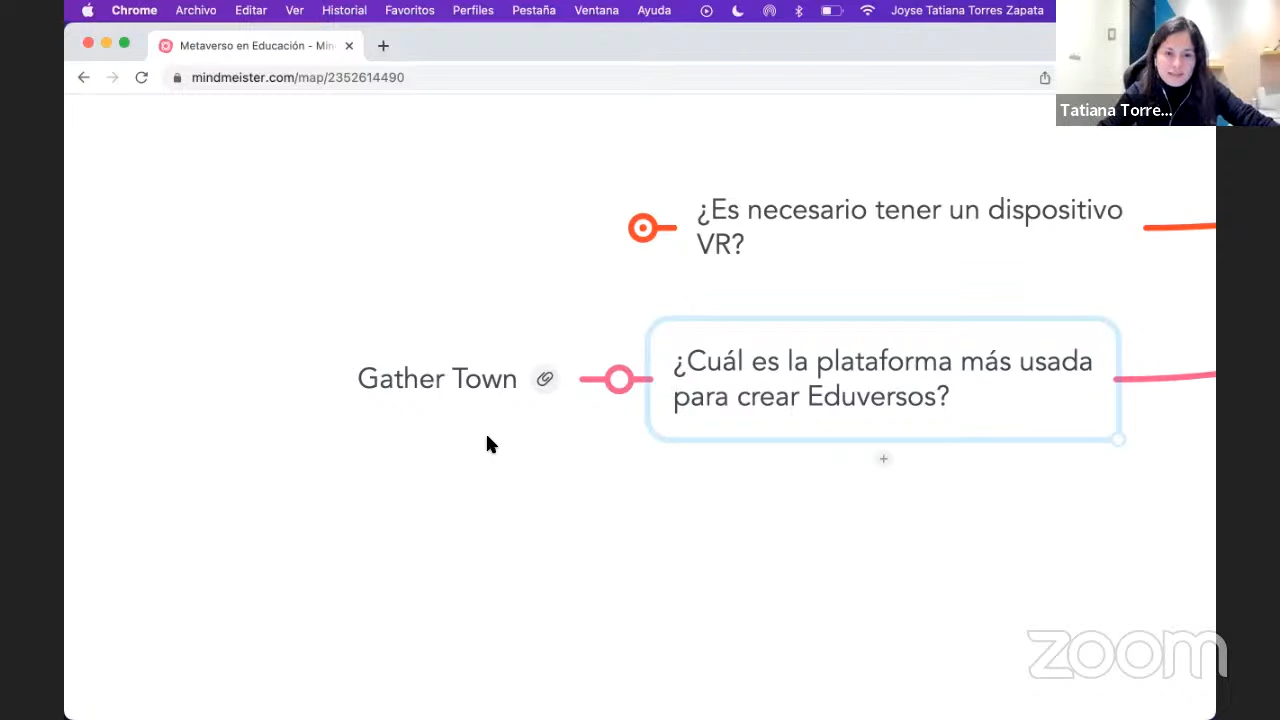 Chrome Archivo Editar Ver Historial Favoritos Perfiles Pestaña Ventana Ayuda Joyse Tatiana Torres Zapata
Metaverso en Educación - Min
mindmeister.com/map/2352614490
Tatiana Torre...
¿Es necesario tener un dispositivo
VR?
Gather Town
¿Cuál es la plataforma más usada
para crear Eduversos?
zoom